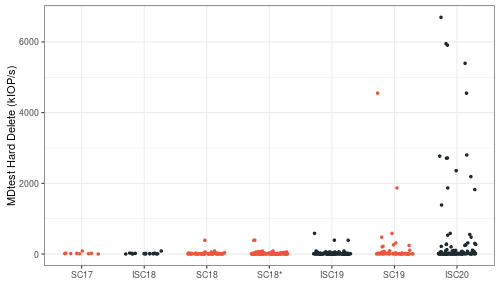 MDtest Hard Delete (kIOP/s)
6000
4000
2000
0
SC17 ISC18 SC18 SC18* ISC19 SC19 ISC20